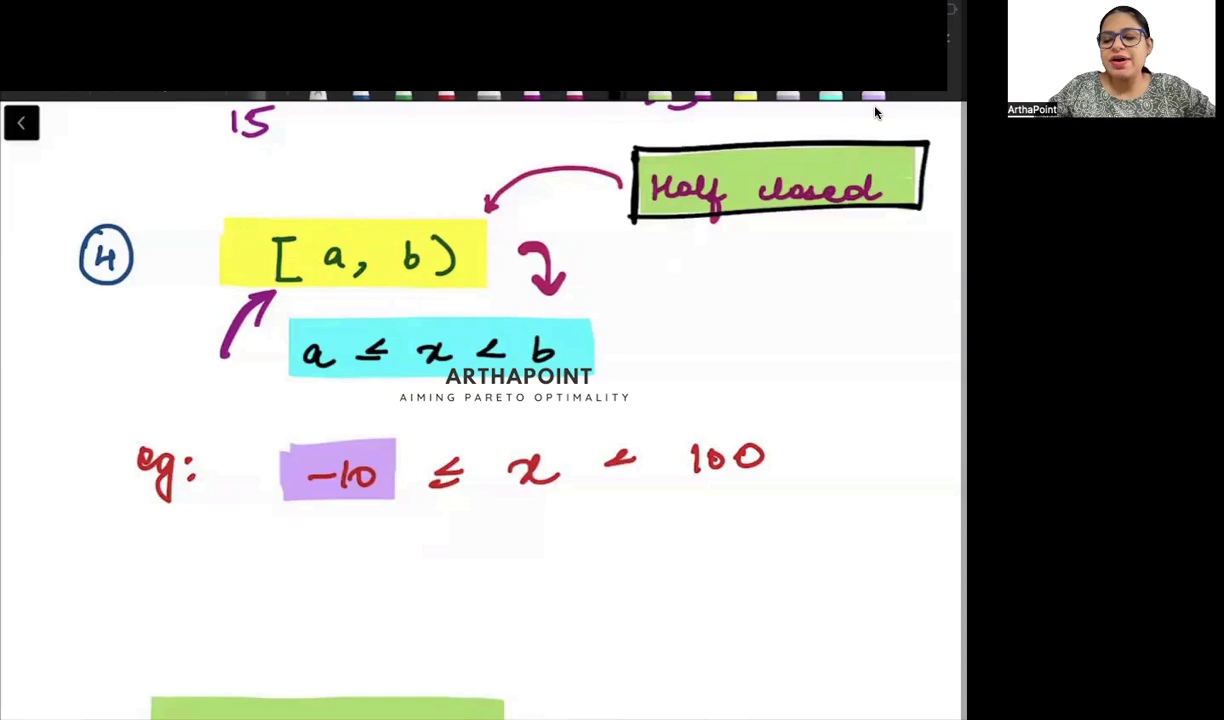 15
Half closed
4 [a, b)
a ≤ x < b
ARTHAPOINT
AIMING PARETO OPTIMALITY
eg: -10 ≤ x < 100
ArthaPoint